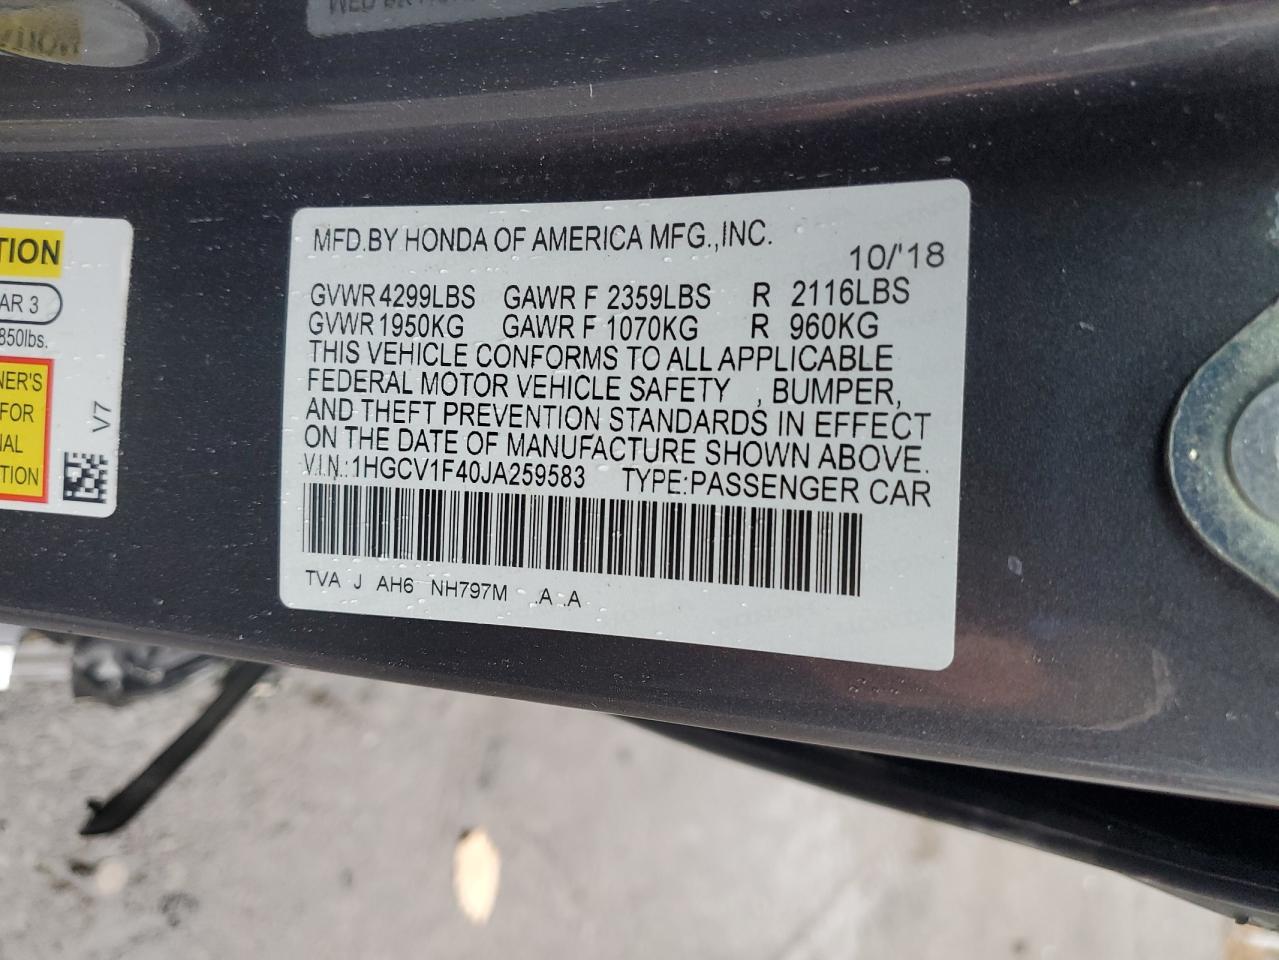 MFD.BY HONDA OF AMERICA MFG.,INC.
10/'18
GVWR 4299LBS GAWR F 2359LBS R 2116LBS
GVWR 1950KG GAWR F 1070KG R 960KG
THIS VEHICLE CONFORMS TO ALL APPLICABLE
FEDERAL MOTOR VEHICLE SAFETY , BUMPER,
AND THEFT PREVENTION STANDARDS IN EFFECT
ON THE DATE OF MANUFACTURE SHOWN ABOVE.
V.I.N.:1HGCV1F40JA259583 TYPE:PASSENGER CAR
TVA J AH6 NH797M .A .A
TION
AR 3
850lbs.
NER'S
FOR
NAL
TION
V7